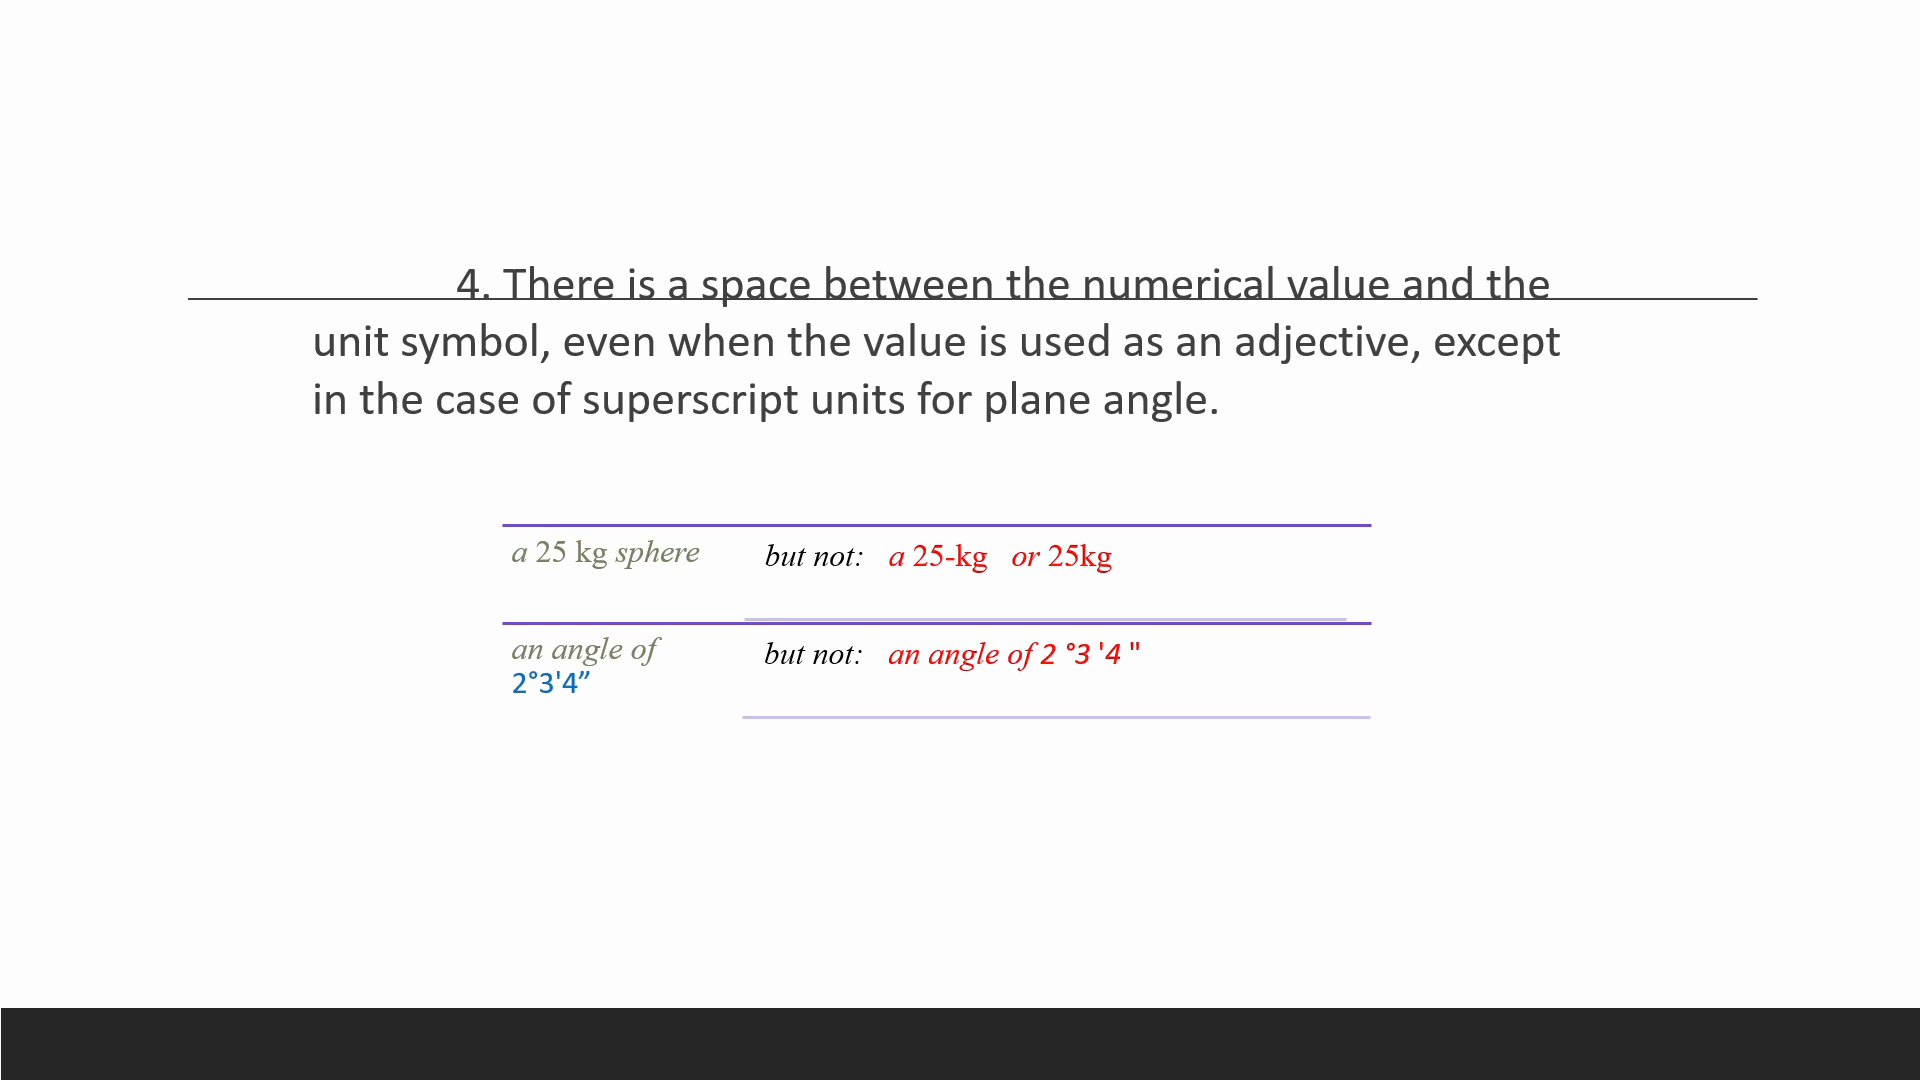 4. There is a space between the numerical value and the
unit symbol, even when the value is used as an adjective, except
in the case of superscript units for plane angle.
a 25 kg sphere but not: a 25-kg or 25kg
an angle of but not: an angle of 2 °3 '4 "
2°3'4”